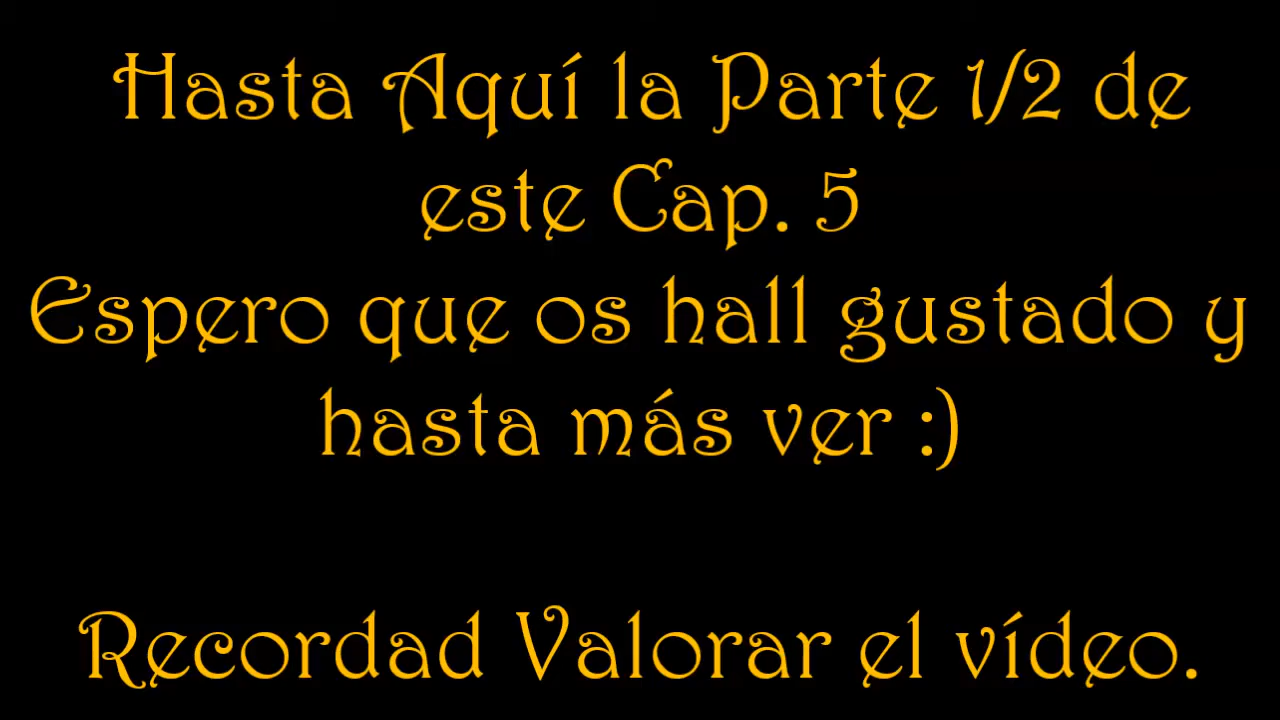 Hasta Aquí la Parte 1/2 de
este Cap. 5
Espero que os hall gustado y
hasta más ver :)
Recordad Valorar el vídeo.